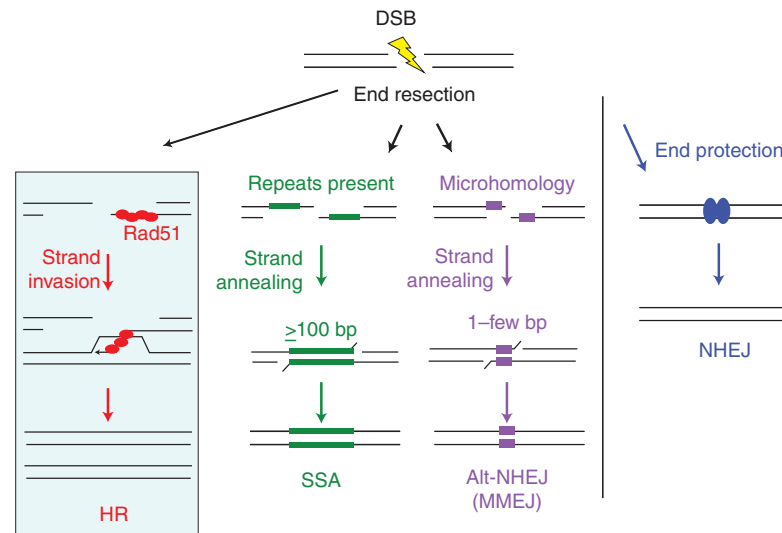 DSB
End resection
End protection
Repeats present
Microhomology
Rad51
Strand
invasion
Strand
annealing
Strand
annealing
≥100 bp
1–few bp
NHEJ
SSA
Alt-NHEJ
(MMEJ)
HR